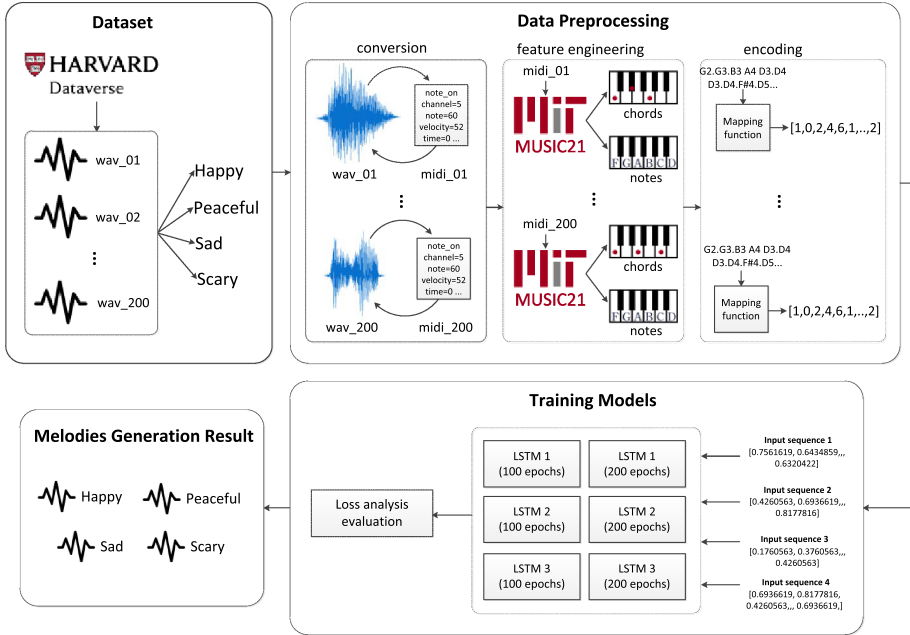 Dataset
HARVARD
Dataverse
wav_01
wav_02
...
wav_200
Happy
Peaceful
Sad
Scary
Data Preprocessing
conversion
note_on
channel=5
note=60
velocity=52
time=0 ...
wav_01
midi_01
...
note_on
channel=5
note=60
velocity=52
time=0 ...
wav_200
midi_200
feature engineering
midi_01
MiT
MUSIC21
chords
F G A B C D
notes
...
midi_200
MiT
MUSIC21
chords
F G A B C D
notes
encoding
G2.G3.B3 A4 D3.D4
D3.D4.F#4.D5...
Mapping
function
[1,0,2,4,6,1,..,2]
...
G2.G3.B3 A4 D3.D4
D3.D4.F#4.D5...
Mapping
function
[1,0,2,4,6,1,..,2]
Training Models
Input sequence 1
[0.7561619, 0.6434859,,,
0.6320422]
Input sequence 2
[0.4260563, 0.6936619,,,
0.8177816]
Input sequence 3
[0.1760563, 0.3760563,,,
0.4260563]
Input sequence 4
[0.6936619, 0.8177816,
0.4260563,,, 0.6936619,]
LSTM 1
(100 epochs)
LSTM 1
(200 epochs)
LSTM 2
(100 epochs)
LSTM 2
(200 epochs)
LSTM 3
(100 epochs)
LSTM 3
(200 epochs)
Loss analysis
evaluation
Melodies Generation Result
Happy
Peaceful
Sad
Scary